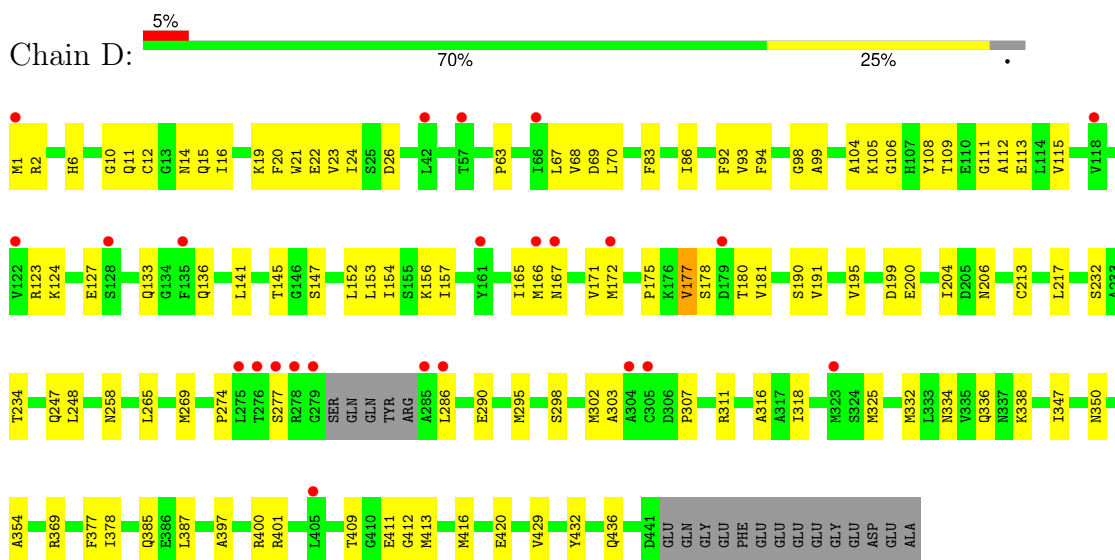 5%
Chain D:
70% 25% •
M1 R2 H6 G10 Q11 C12 G13 N14 Q15 I16 K19 F20 W21 E22 V23 I24 S25 D26 L42 T57 P63 I66 L67 V68 D69 L70 F83 I86 F92 V93 F94 G98 A99 A104 K105 G106 H107 Y108 T109 E110 G111 A112 E113 L114 V115 V118
V122 R123 K124 E127 S128 Q133 G134 F135 Q136 L141 T145 G146 S147 L152 L153 I154 S155 K156 I157 Y161 I165 M166 N167 V171 M172 P175 K176 V177 S178 D179 T180 V181 S190 V191 V195 D199 E200 I204 D205 N206 C213 L217 S232 A233
T234 Q247 L248 N258 L265 M269 P274 L275 T276 S277 R278 G279 SER GLN GLN TYR ARG A285 L286 E290 M295 S298 M302 A303 A304 C305 D306 P307 R311 A316 A317 I318 M323 S324 M325 M332 L333 N334 V335 Q336 N337 K338 I347 N350
A354 R369 F377 I378 Q385 E386 L387 A397 R400 R401 L405 T409 G410 E411 G412 M413 M416 E420 V429 Y432 Q436 D441 GLU GLN GLY GLU PHE GLU GLU GLU GLU GLY GLU ASP GLU ALA